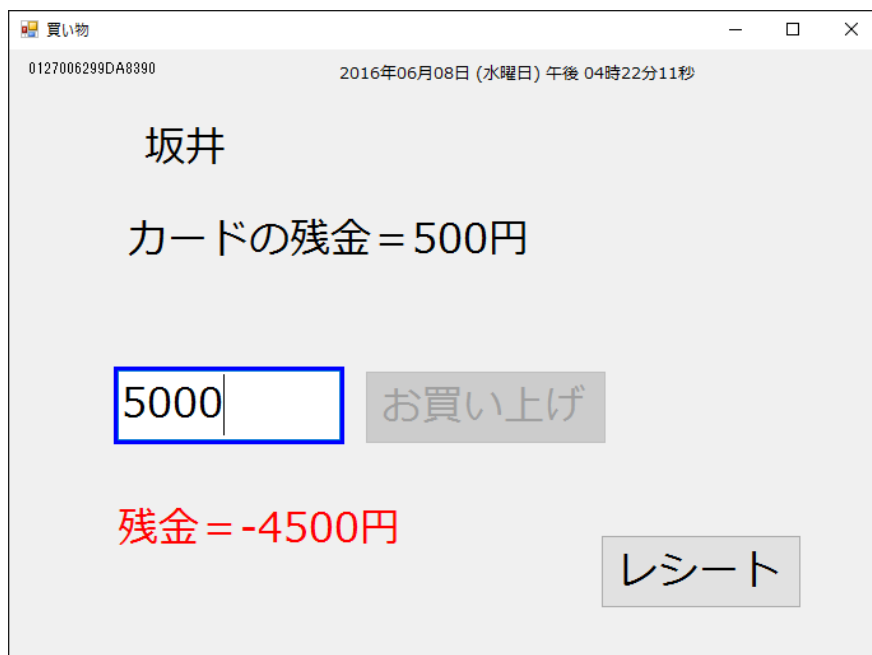 買い物
0127006299DA8390
2016年06月08日 (水曜日) 午後 04時22分11秒
坂井
カードの残金＝500円
5000
お買い上げ
残金＝-4500円
レシート